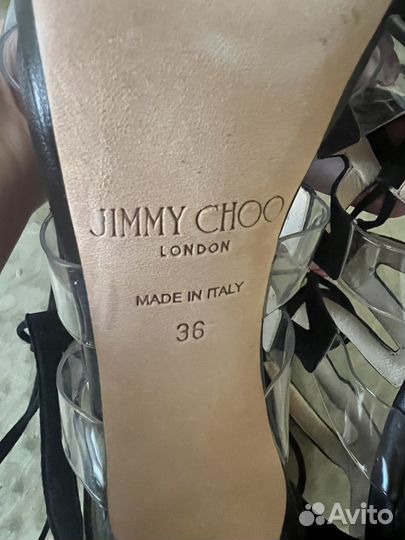 JIMMY CHOO
LONDON
MADE IN ITALY
36
Avito